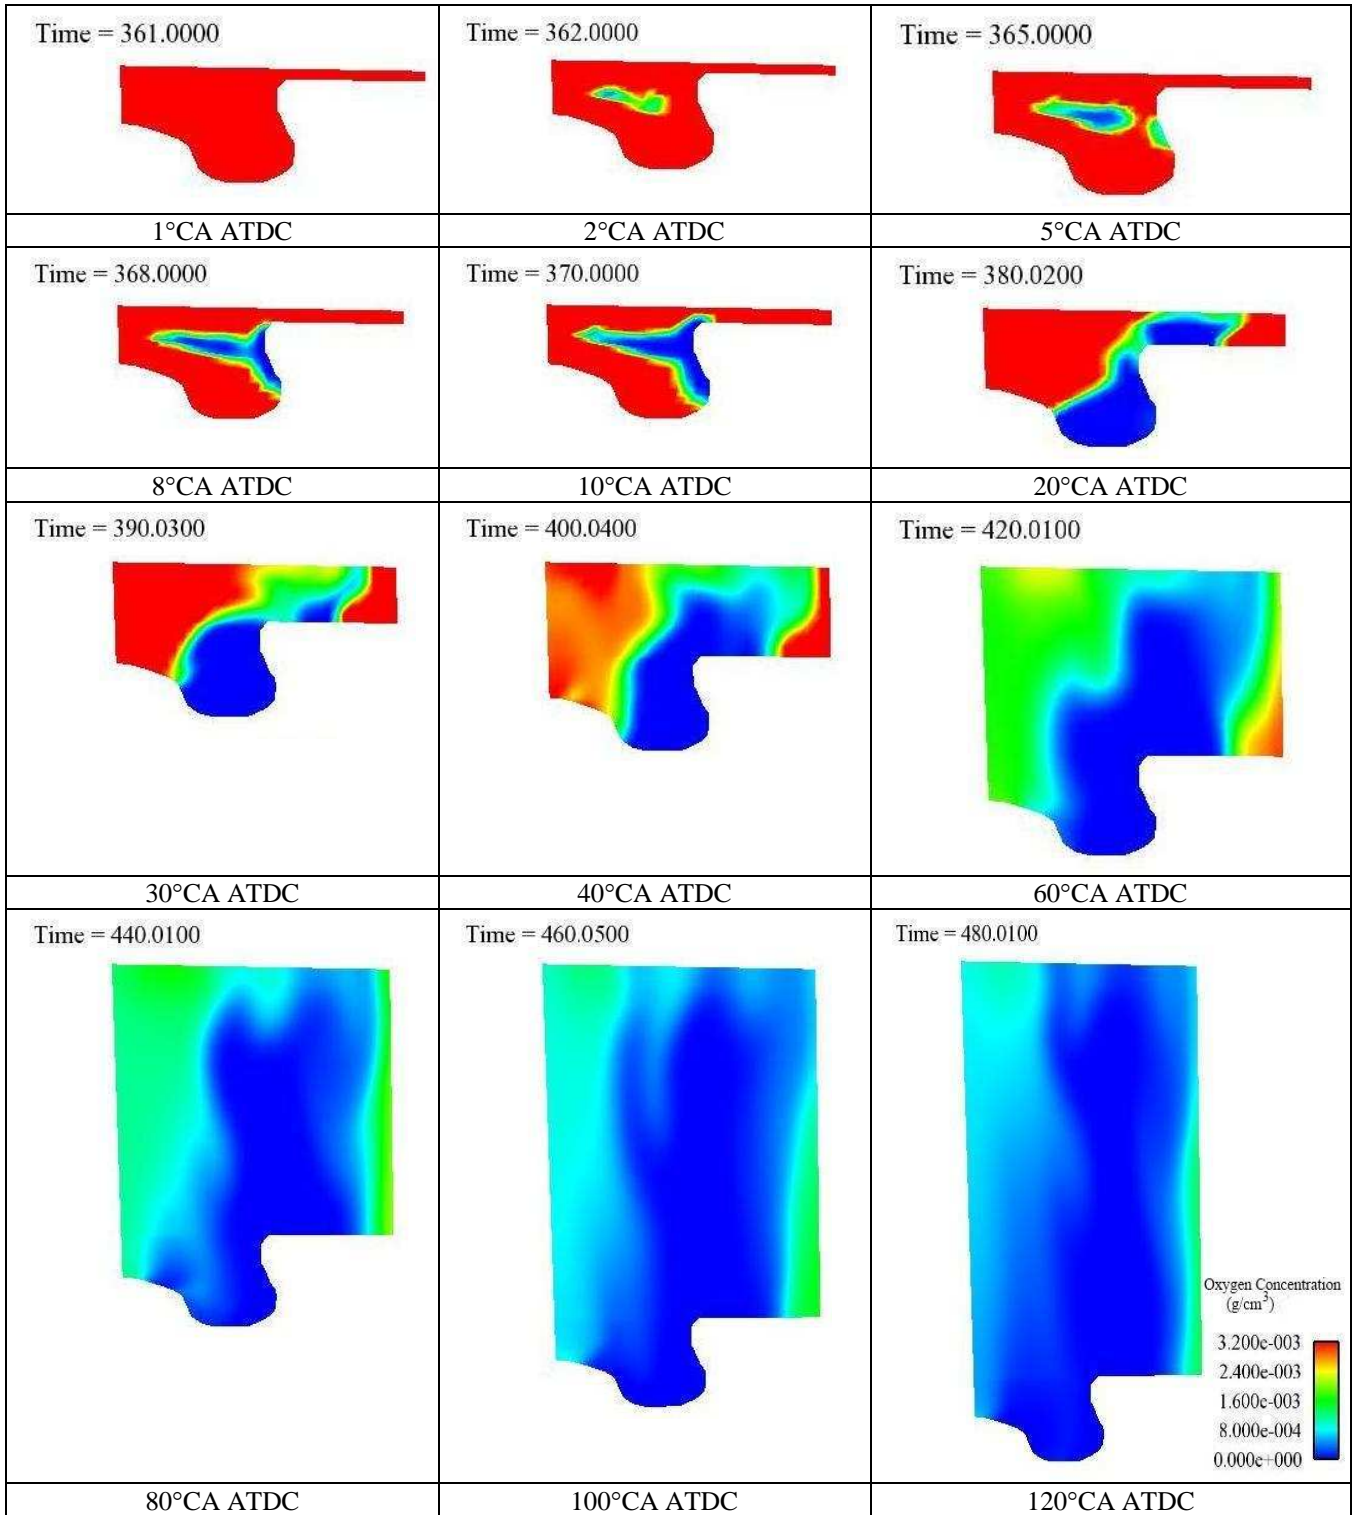 Time = 361.0000
Time = 362.0000
Time = 365.0000
1°CA ATDC
2°CA ATDC
5°CA ATDC
Time = 368.0000
Time = 370.0000
Time = 380.0200
8°CA ATDC
10°CA ATDC
20°CA ATDC
Time = 390.0300
Time = 400.0400
Time = 420.0100
30°CA ATDC
40°CA ATDC
60°CA ATDC
Time = 440.0100
Time = 460.0500
Time = 480.0100
Oxygen Concentration
(g/cm³)
3.200e-003
2.400e-003
1.600e-003
8.000e-004
0.000e+000
80°CA ATDC
100°CA ATDC
120°CA ATDC